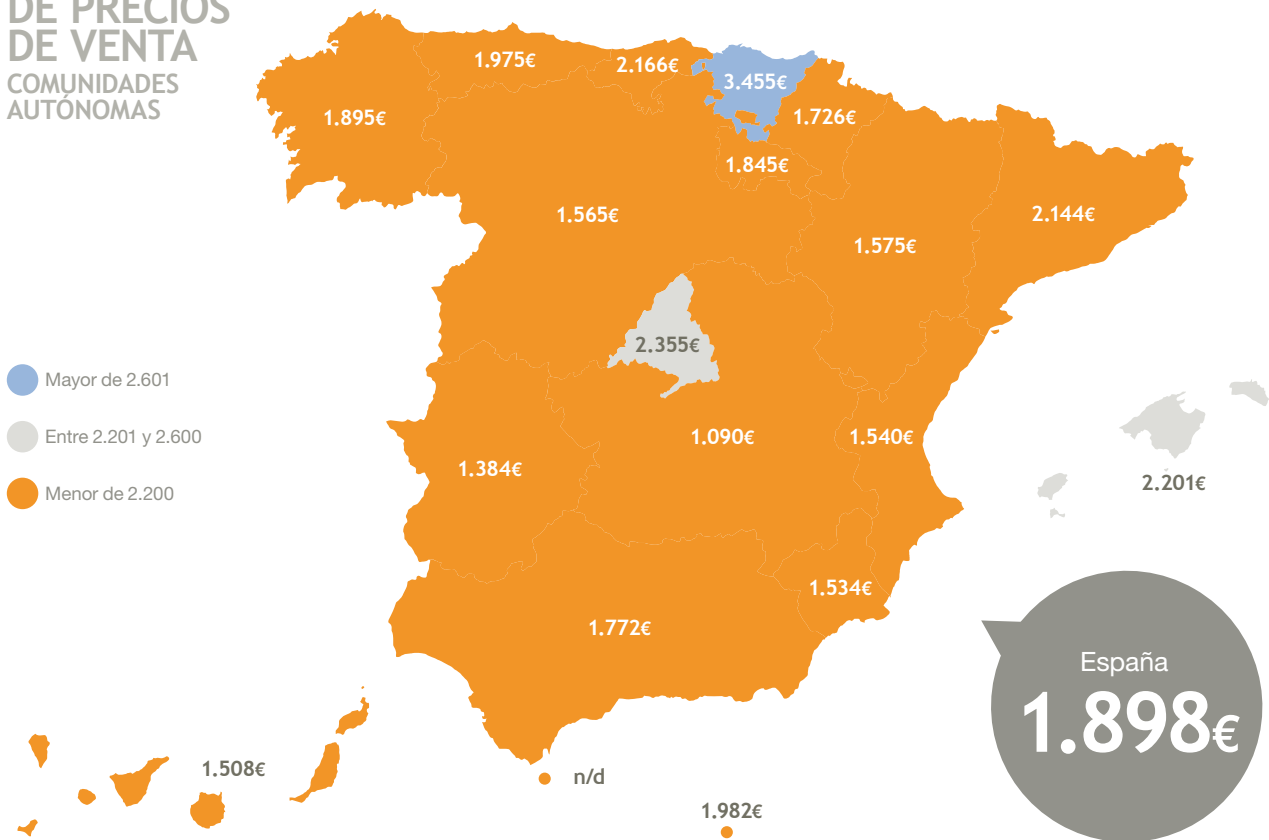 DE PRECIOS
DE VENTA
COMUNIDADES
AUTÓNOMAS
1.975€
2.166€
3.455€
1.895€
1.726€
1.845€
1.565€
2.144€
1.575€
2.355€
Mayor de 2.601
Entre 2.201 y 2.600
Menor de 2.200
1.090€
1.540€
1.384€
2.201€
1.534€
1.772€
España
1.898€
1.508€
n/d
1.982€